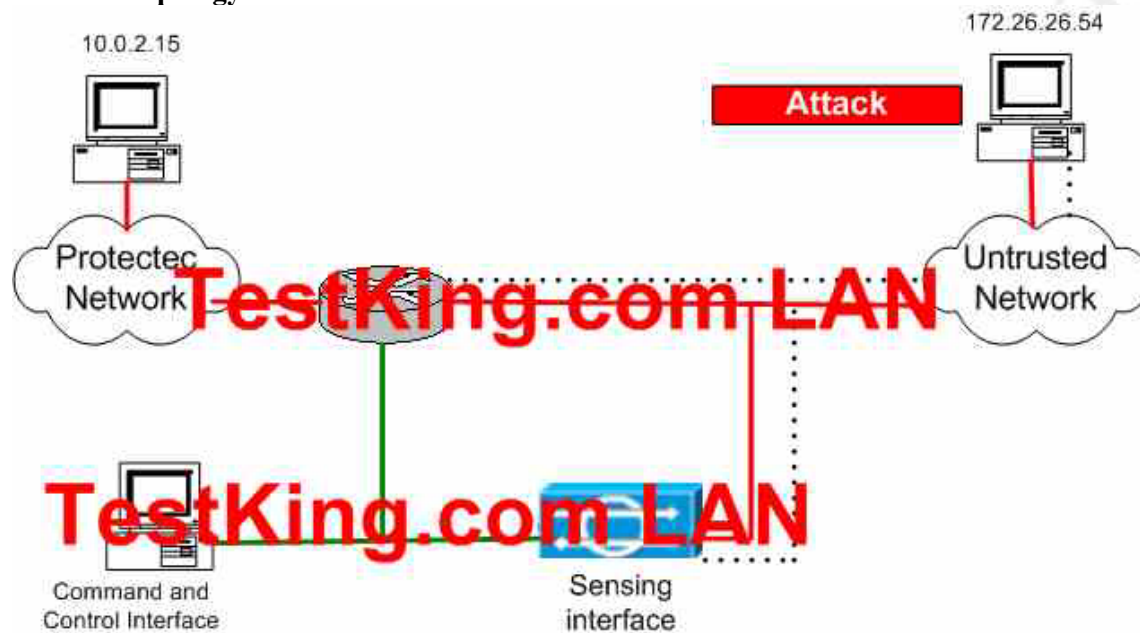 172.26.26.54
10.0.2.15
Attack
Protectec
Network
Untrusted
Network
TestKing.com LAN
TestKing.com LAN
Command and
Control Interface
Sensing
interface